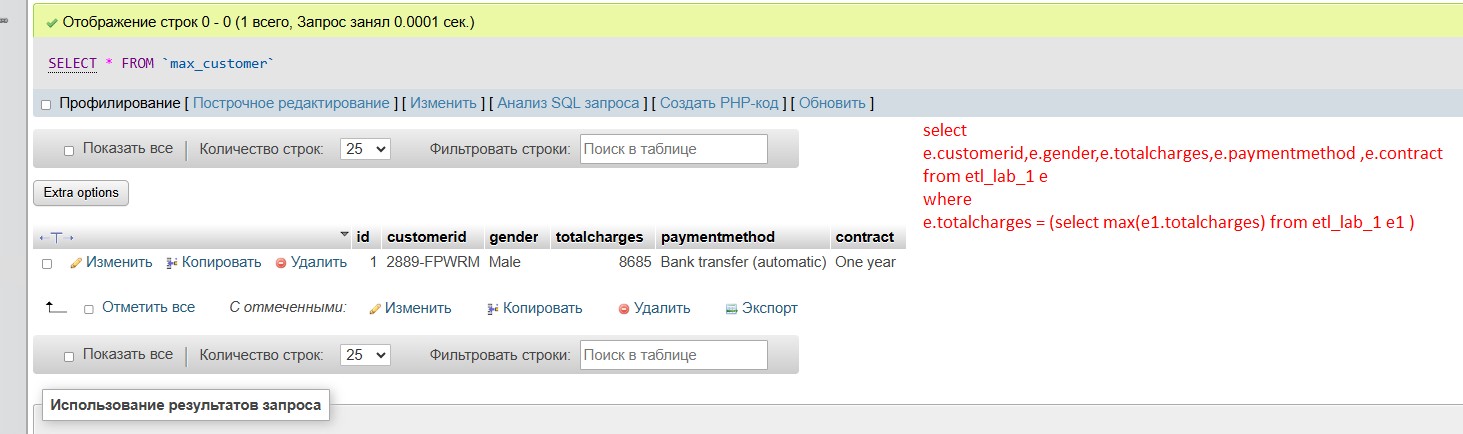 Отображение строк 0 - 0 (1 всего, Запрос занял 0.0001 сек.)
SELECT * FROM `max_customer`
Профилирование [ Построчное редактирование ] [ Изменить ] [ Анализ SQL запроса ] [ Создать PHP-код ] [ Обновить ]
select
e.customerid,e.gender,e.totalcharges,e.paymentmethod ,e.contract
from etl_lab_1 e
where
e.totalcharges = (select max(e1.totalcharges) from etl_lab_1 e1 )
Показать все Количество строк: 25 Фильтровать строки: Поиск в таблице
Extra options
←T→ id customerid gender totalcharges paymentmethod contract
Изменить Копировать Удалить 1 2889-FPWRM Male 8685 Bank transfer (automatic) One year
Отметить все С отмеченными: Изменить Копировать Удалить Экспорт
Показать все Количество строк: 25 Фильтровать строки: Поиск в таблице
Использование результатов запроса